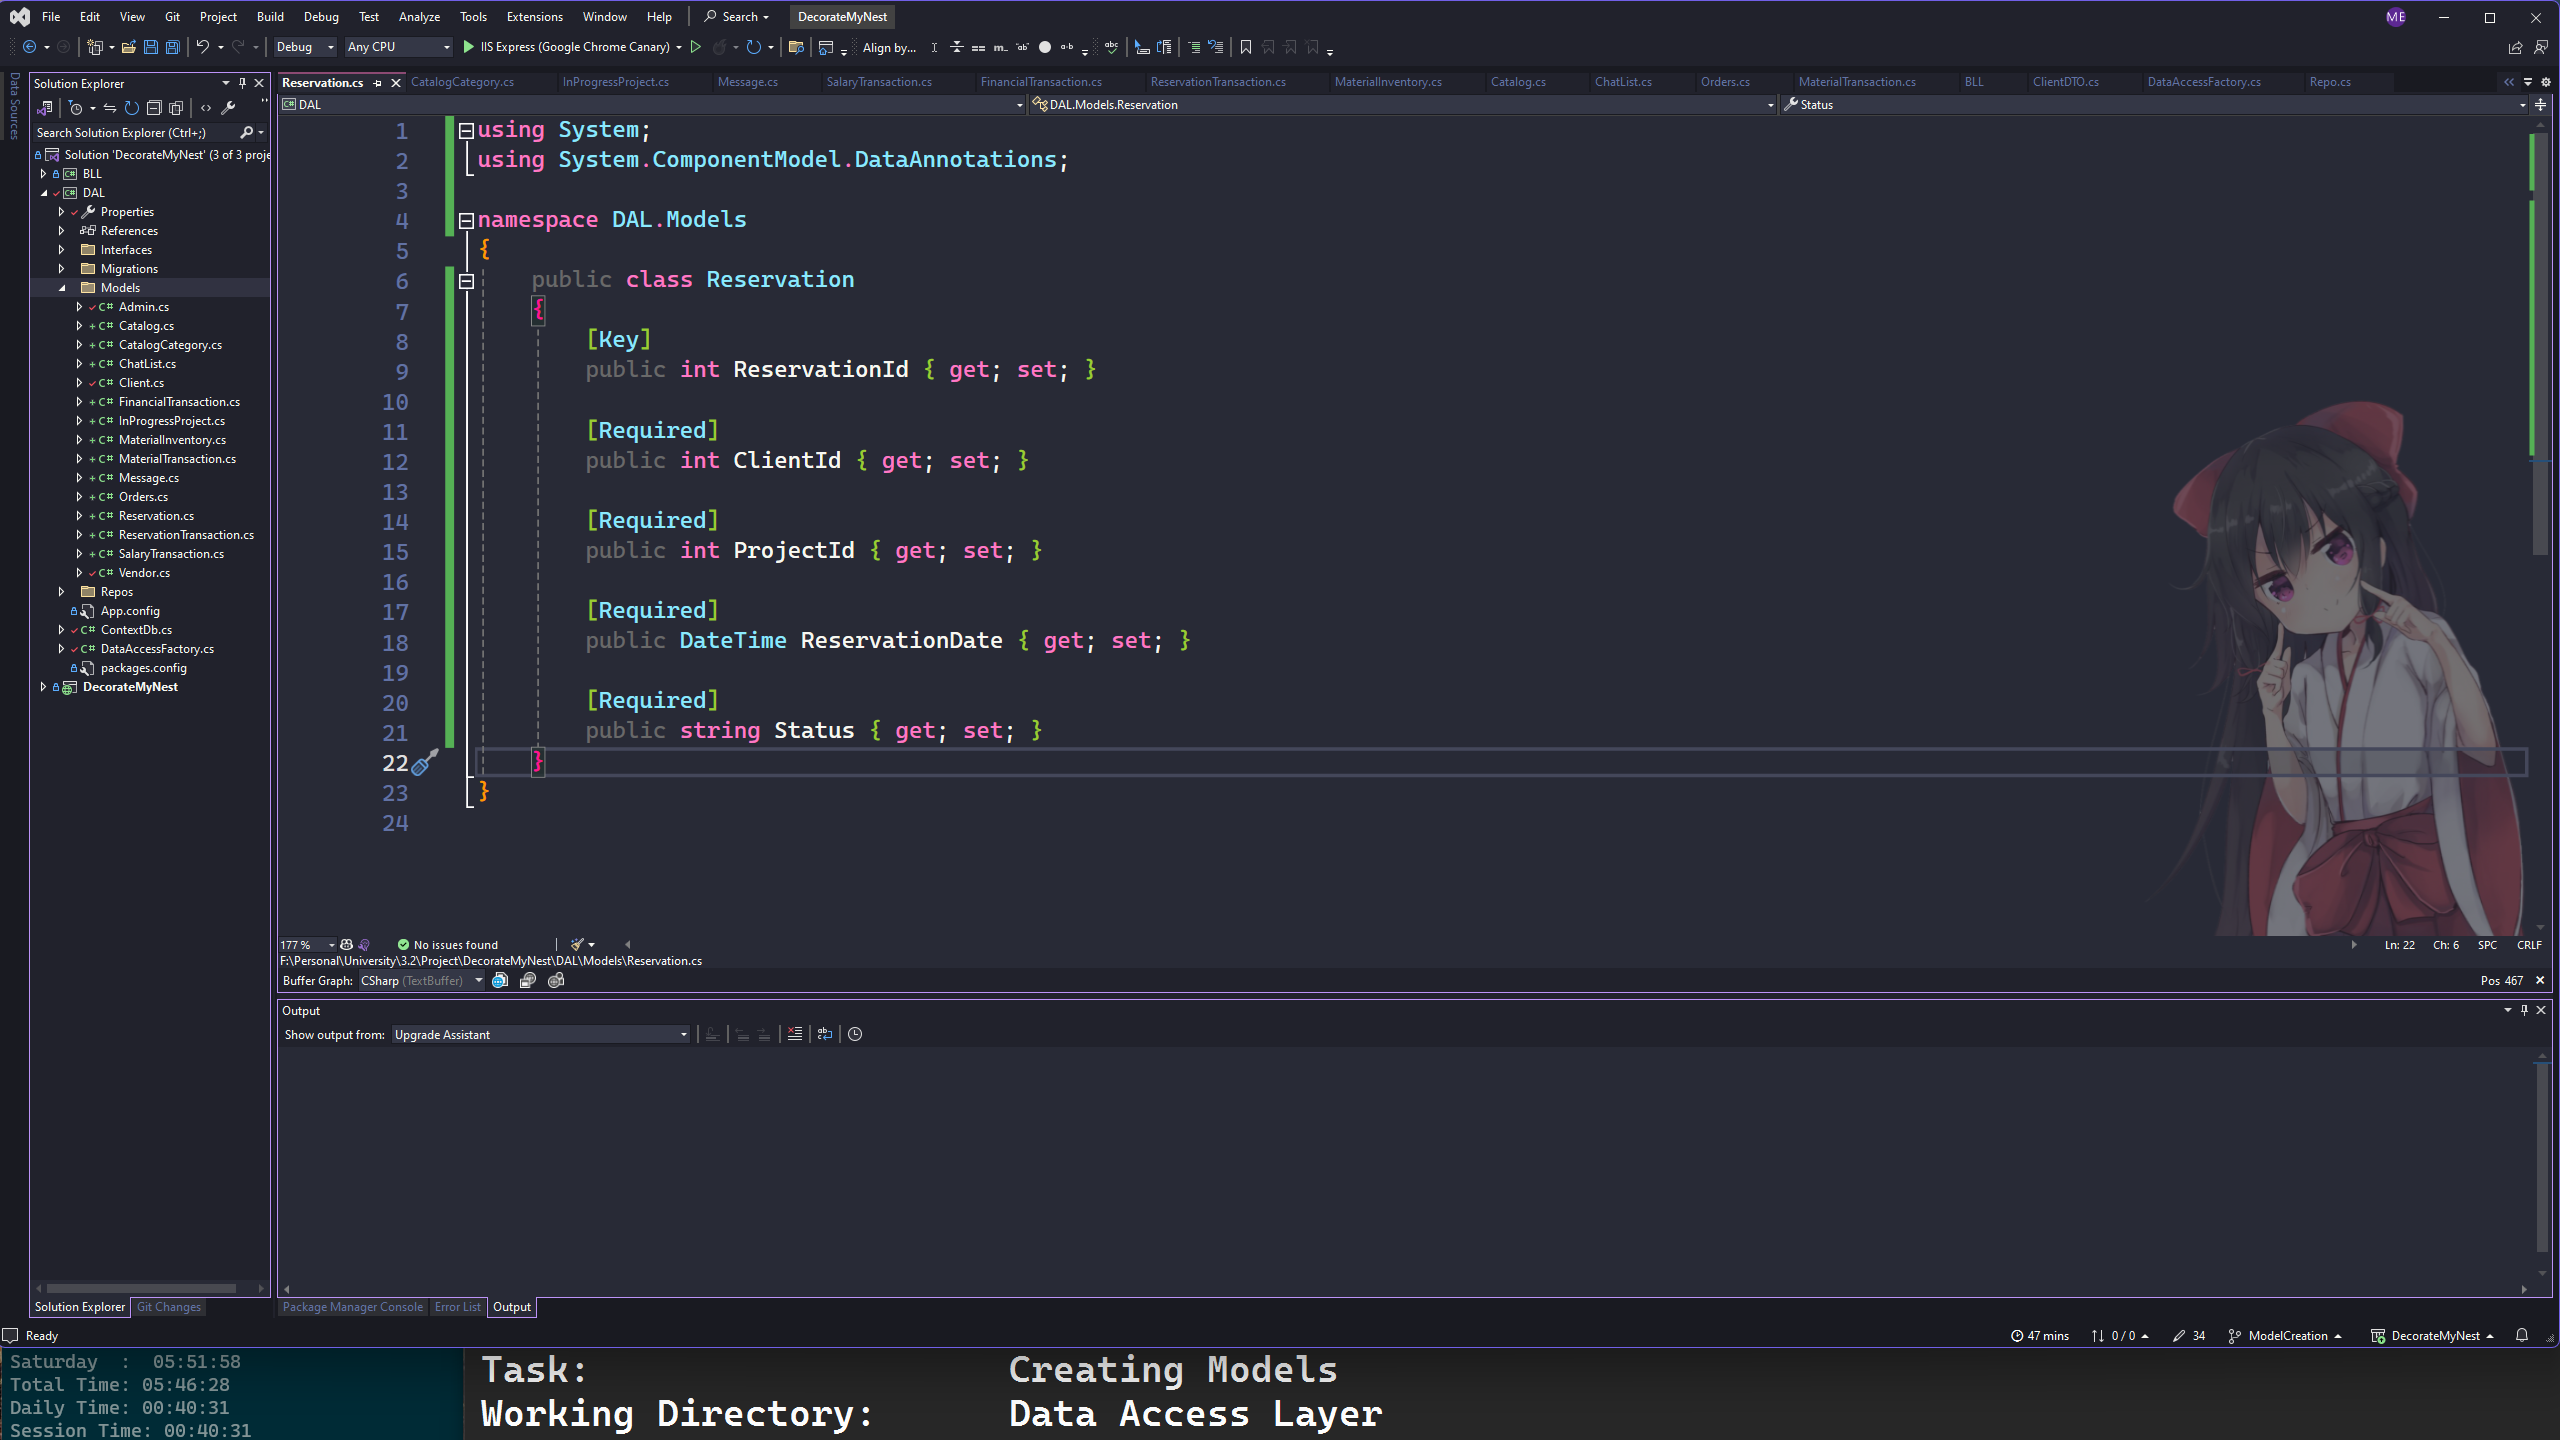 File Edit View Git Project Build Debug Test Analyze Tools Extensions Window Help Search DecorateMyNest ME
Debug Any CPU IIS Express (Google Chrome Canary) Align by...
Data Sources
Solution Explorer
Search Solution Explorer (Ctrl+;)
Solution 'DecorateMyNest' (3 of 3 proje
BLL
DAL
Properties
References
Interfaces
Migrations
Models
C# Admin.cs
C# Catalog.cs
C# CatalogCategory.cs
C# ChatList.cs
C# Client.cs
C# FinancialTransaction.cs
C# InProgressProject.cs
C# MaterialInventory.cs
C# MaterialTransaction.cs
C# Message.cs
C# Orders.cs
C# Reservation.cs
C# ReservationTransaction.cs
C# SalaryTransaction.cs
C# Vendor.cs
Repos
App.config
C# ContextDb.cs
C# DataAccessFactory.cs
packages.config
DecorateMyNest
Solution Explorer Git Changes
Reservation.cs CatalogCategory.cs InProgressProject.cs Message.cs SalaryTransaction.cs FinancialTransaction.cs ReservationTransaction.cs MaterialInventory.cs Catalog.cs ChatList.cs Orders.cs MaterialTransaction.cs BLL ClientDTO.cs DataAccessFactory.cs Repo.cs
DAL DAL.Models.Reservation Status
1 using System;
2 using System.ComponentModel.DataAnnotations;
3
4 namespace DAL.Models
5 {
6 public class Reservation
7 {
8 [Key]
9 public int ReservationId { get; set; }
10
11 [Required]
12 public int ClientId { get; set; }
13
14 [Required]
15 public int ProjectId { get; set; }
16
17 [Required]
18 public DateTime ReservationDate { get; set; }
19
20 [Required]
21 public string Status { get; set; }
22 }
23 }
24
177 % No issues found Ln: 22 Ch: 6 SPC CRLF
F:\Personal\University\3.2\Project\DecorateMyNest\DAL\Models\Reservation.cs
Buffer Graph: CSharp (TextBuffer) Pos 467
Output
Show output from: Upgrade Assistant
Package Manager Console Error List Output
Ready 47 mins 0 / 0 34 ModelCreation DecorateMyNest
Saturday : 05:51:58
Total Time: 05:46:28
Daily Time: 00:40:31
Session Time: 00:40:31
Task: Creating Models
Working Directory: Data Access Layer